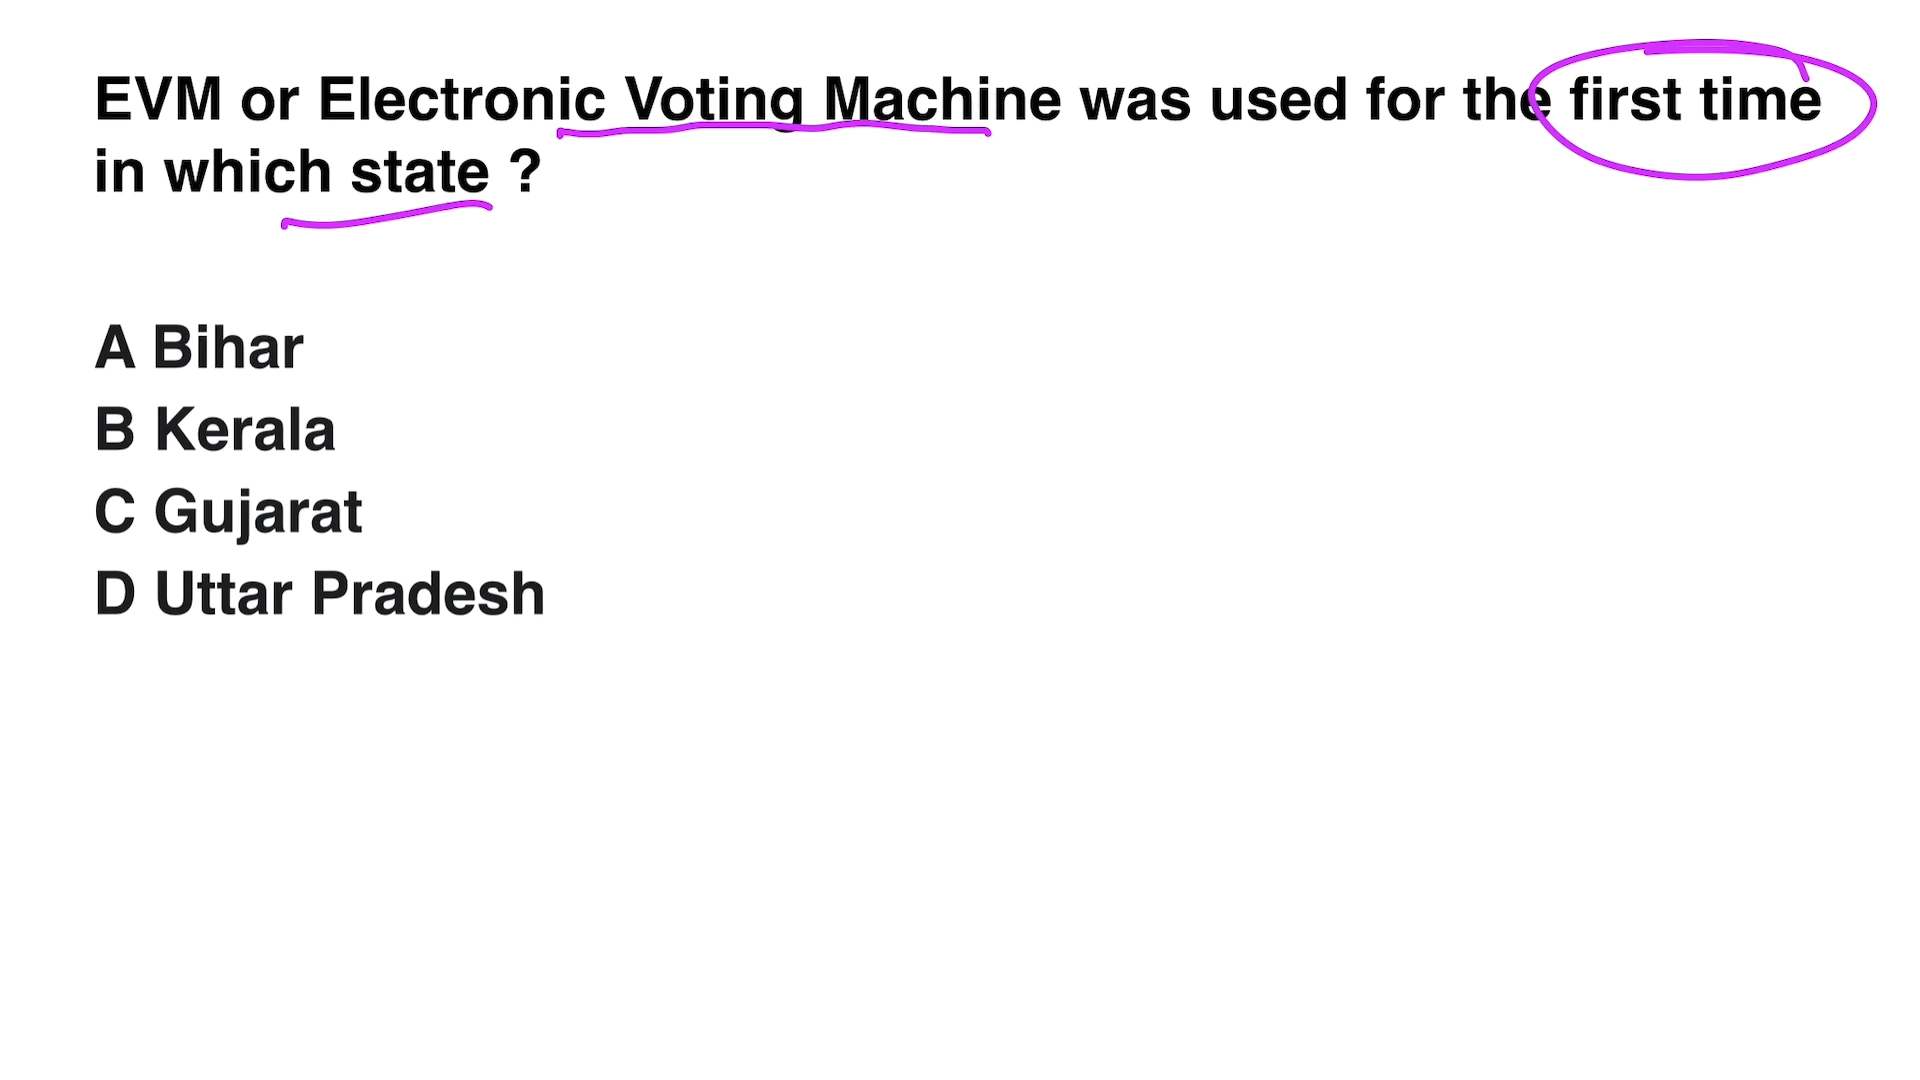 EVM or Electronic Voting Machine was used for the first time
in which state ?
A Bihar
B Kerala
C Gujarat
D Uttar Pradesh